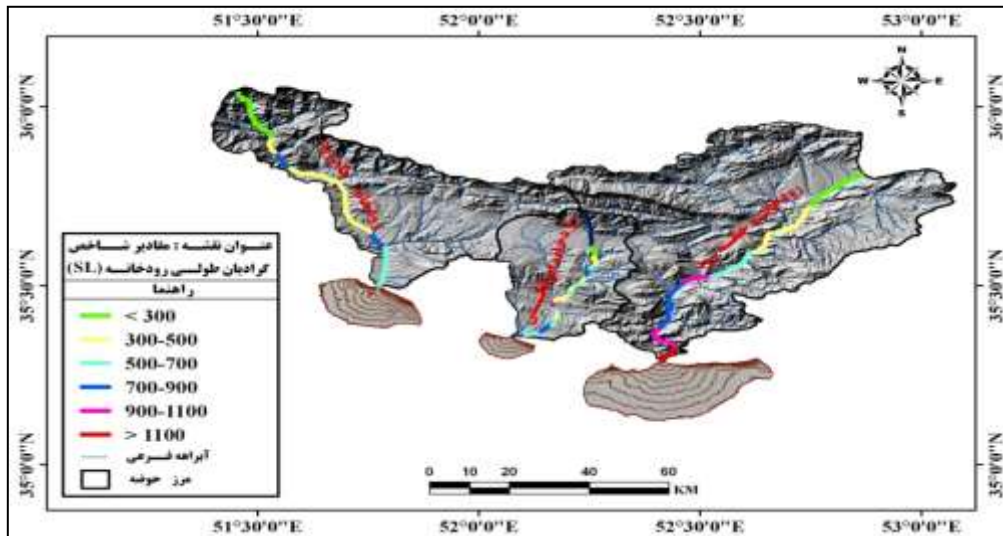 51°30'0"E
52°0'0"E
52°30'0"E
53°0'0"E
N
W E
S
36°0'0"N
36°0'0"N
35°30'0"N
35°30'0"N
35°0'0"N
35°0'0"N
عنوان نقشه : مقادیر شاخص
گرادیان طولی رودخانه (SL)
راهنما
< 300
300-500
500-700
700-900
900-1100
> 1100
آبراهه فرعی
مرز حوضه
0 10 20 40 60
KM
51°30'0"E
52°0'0"E
52°30'0"E
53°0'0"E